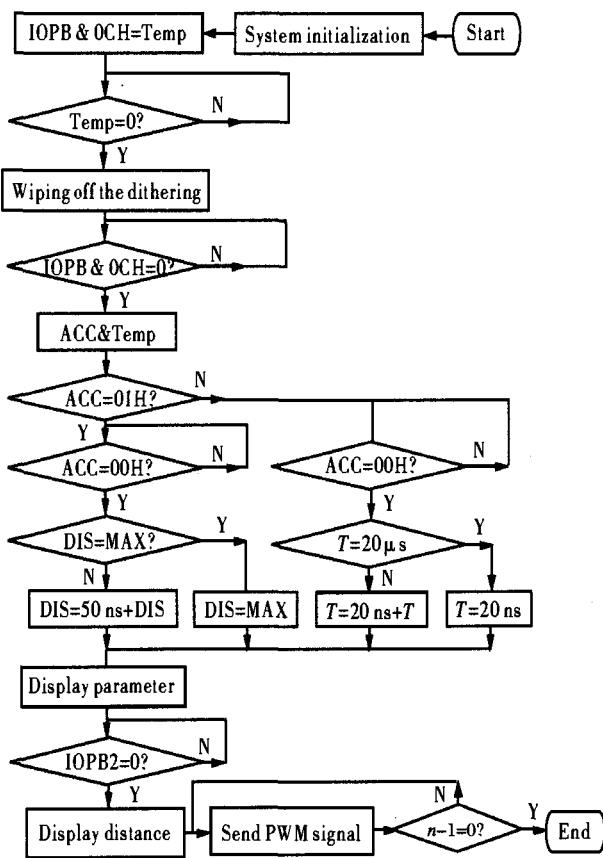 IOPB & 0CH=Temp
System initialization
Start
Temp=0?
N
Y
Wiping off the dithering
IOPB & 0CH=0?
N
Y
ACC&Temp
ACC=01H?
N
Y
ACC=00H?
N
Y
ACC=00H?
N
Y
DIS=MAX?
Y
N
T=20 μs
Y
N
DIS=50 ns+DIS
DIS=MAX
T=20 ns+T
T=20 ns
Display parameter
IOPB2=0?
N
Y
Display distance
Send PWM signal
n-1=0?
N
Y
End